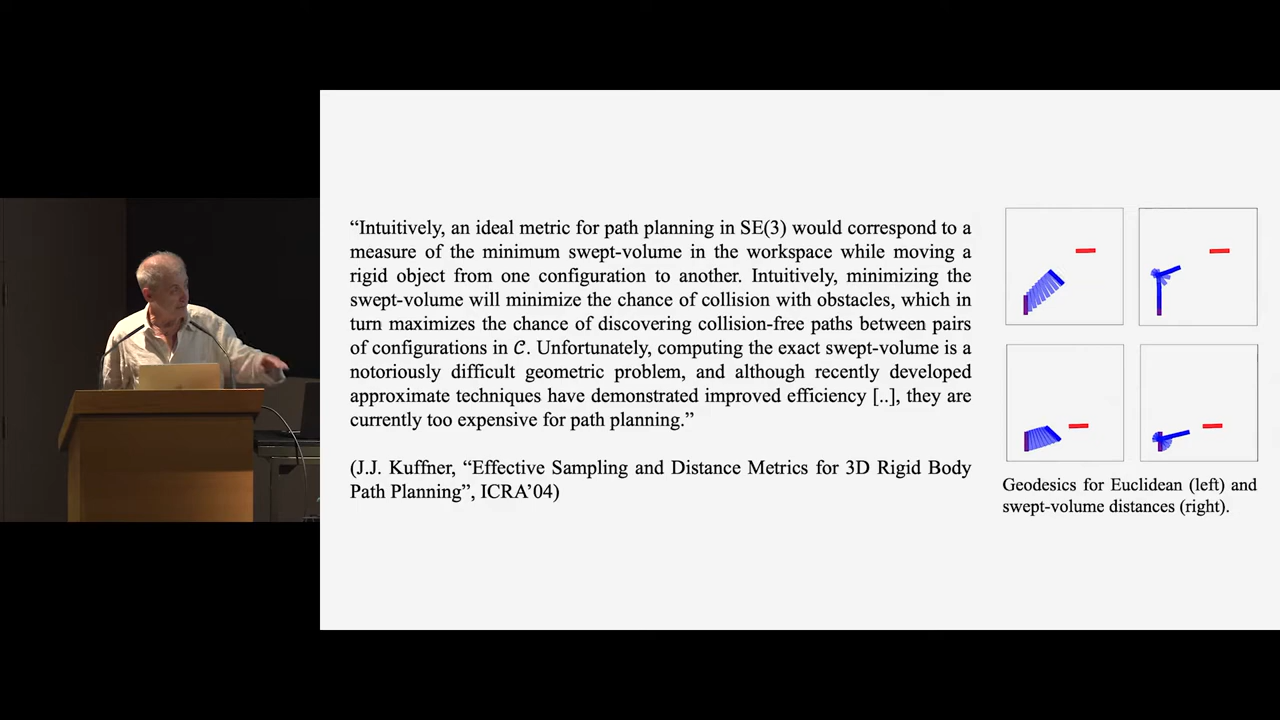 “Intuitively, an ideal metric for path planning in SE(3) would correspond to a
measure of the minimum swept-volume in the workspace while moving a
rigid object from one configuration to another. Intuitively, minimizing the
swept-volume will minimize the chance of collision with obstacles, which in
turn maximizes the chance of discovering collision-free paths between pairs
of configurations in 𝒞. Unfortunately, computing the exact swept-volume is a
notoriously difficult geometric problem, and although recently developed
approximate techniques have demonstrated improved efficiency [..], they are
currently too expensive for path planning.”
(J.J. Kuffner, “Effective Sampling and Distance Metrics for 3D Rigid Body
Path Planning”, ICRA’04)
Geodesics for Euclidean (left) and
swept-volume distances (right).